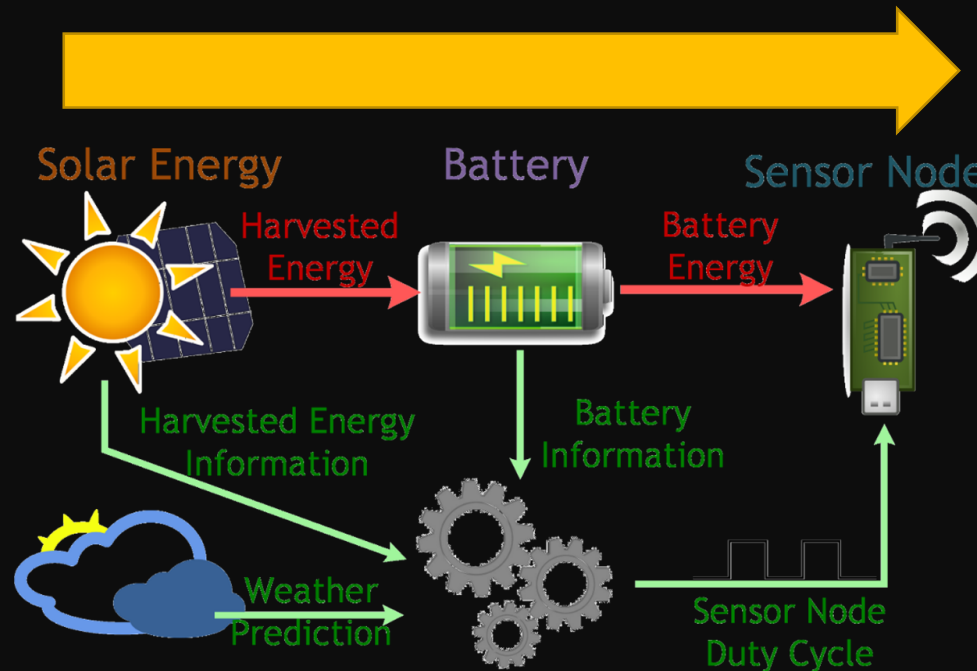 Solar Energy
Battery
Sensor Node
Harvested
Energy
Battery
Energy
Harvested Energy
Information
Battery
Information
Weather
Prediction
Sensor Node
Duty Cycle